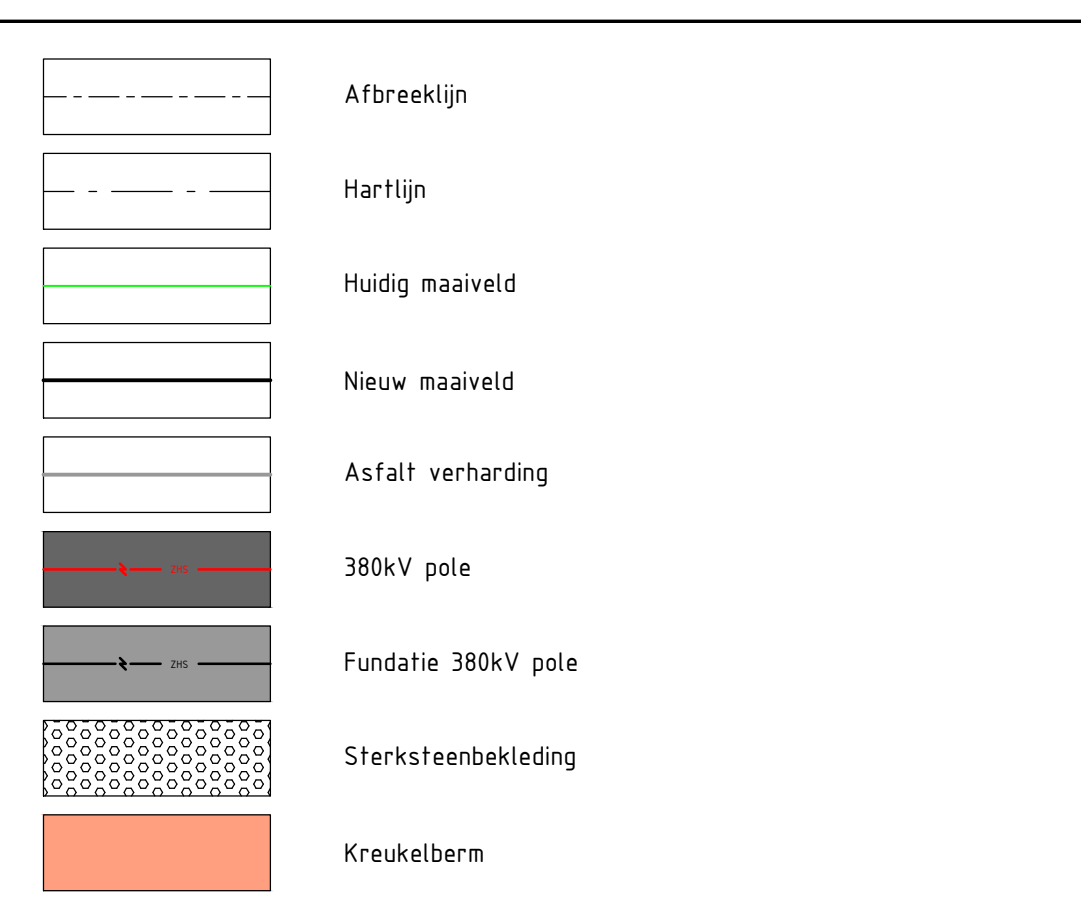 Afbreeklijn
Hartlijn
Huidig maaiveld
Nieuw maaiveld
Asfalt verharding
ZHS 380kV pole
ZHS Fundatie 380kV pole
Sterksteenbekleding
Kreukelberm